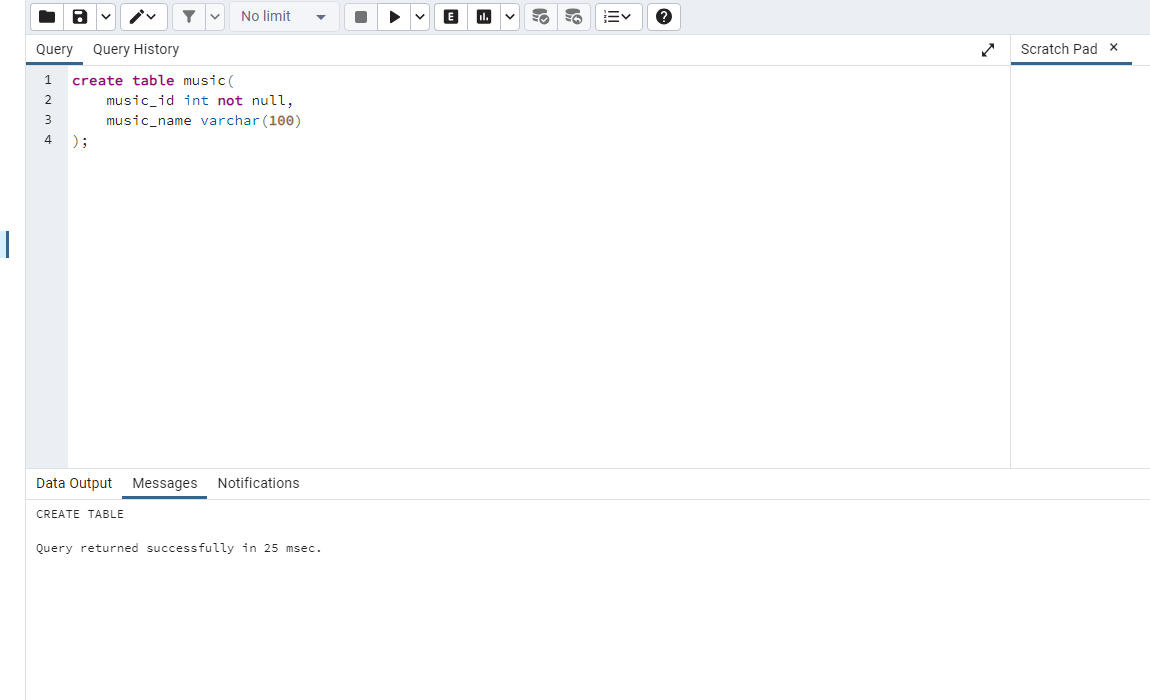 No limit
E
Query Query History
Scratch Pad
1 create table music(
2     music_id int not null,
3     music_name varchar(100)
4 );
Data Output Messages Notifications
CREATE TABLE
Query returned successfully in 25 msec.